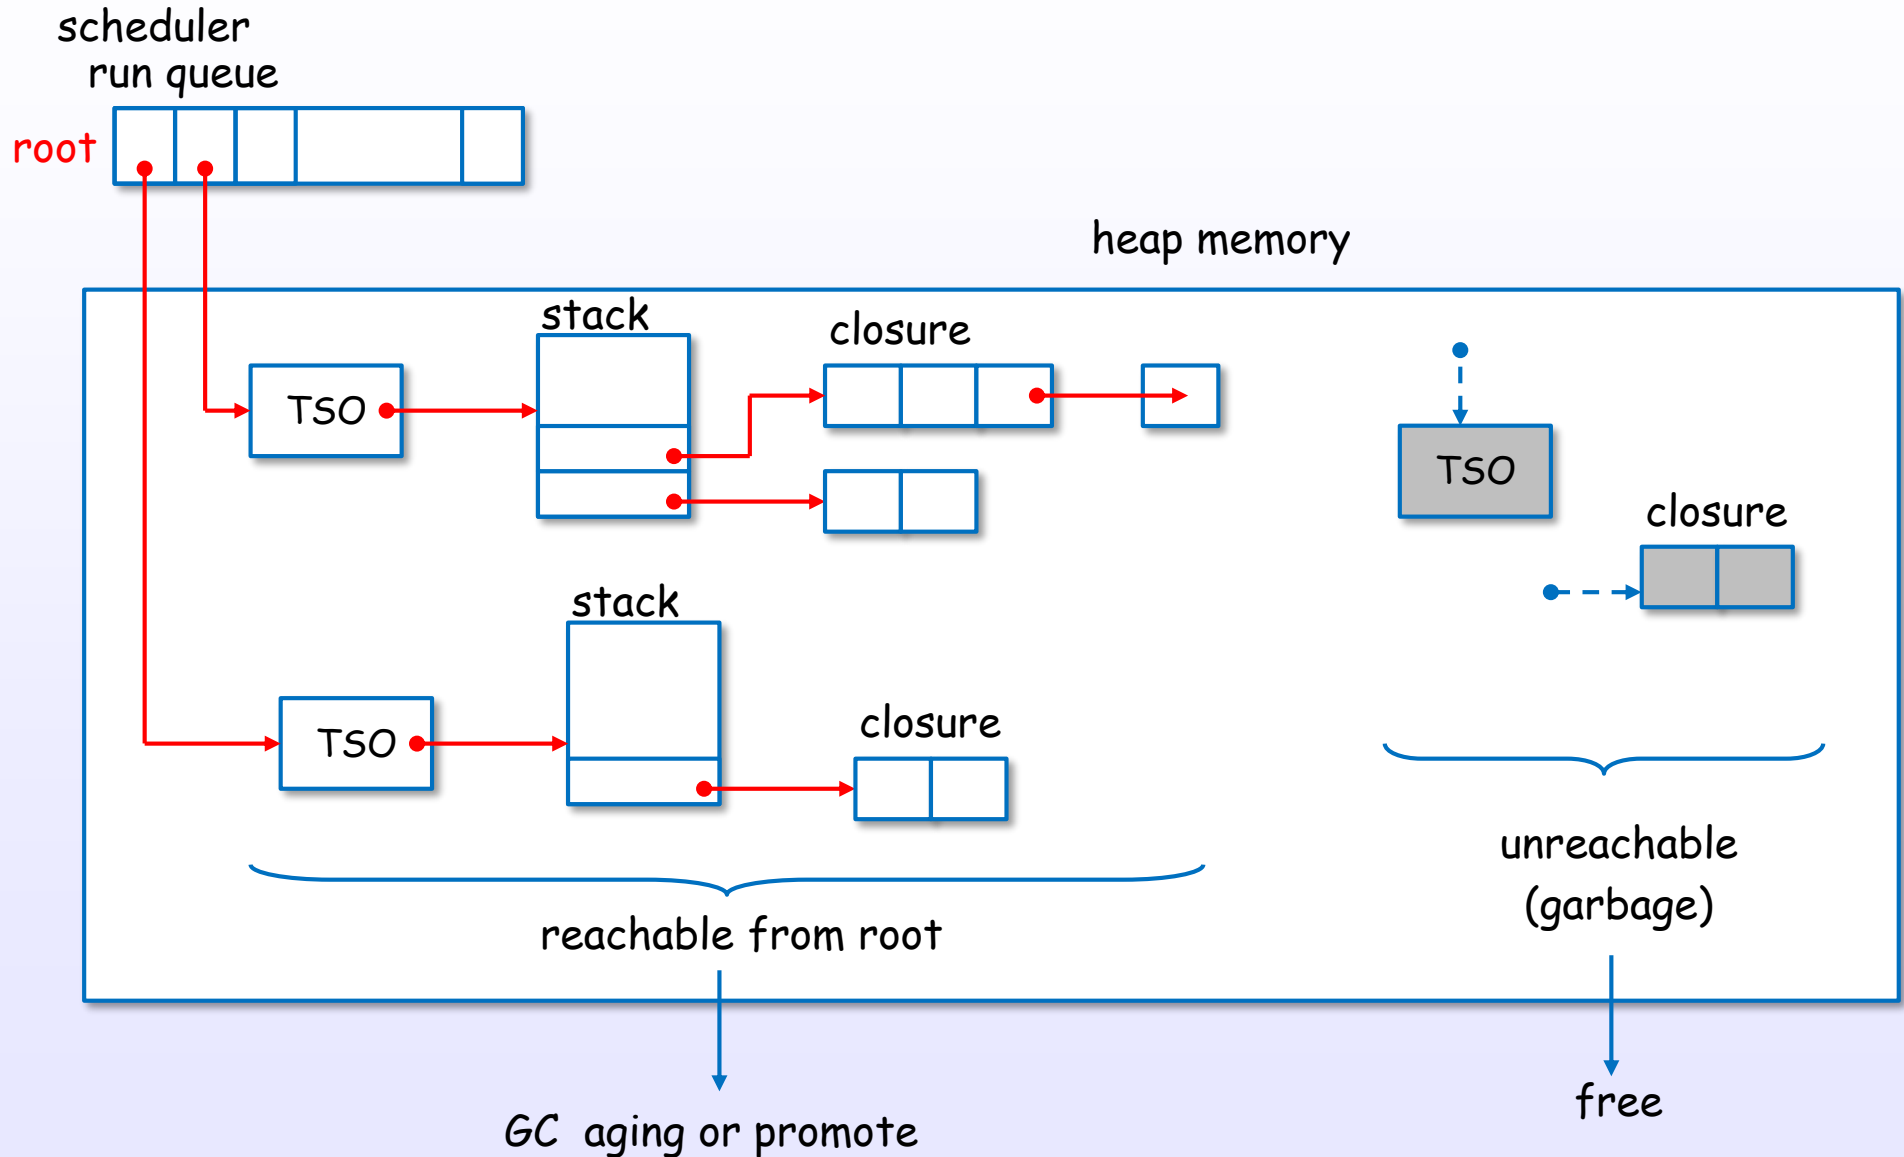 scheduler
run queue
root
heap memory
stack
closure
TSO
TSO
closure
stack
TSO
closure
unreachable
(garbage)
reachable from root
free
GC aging or promote